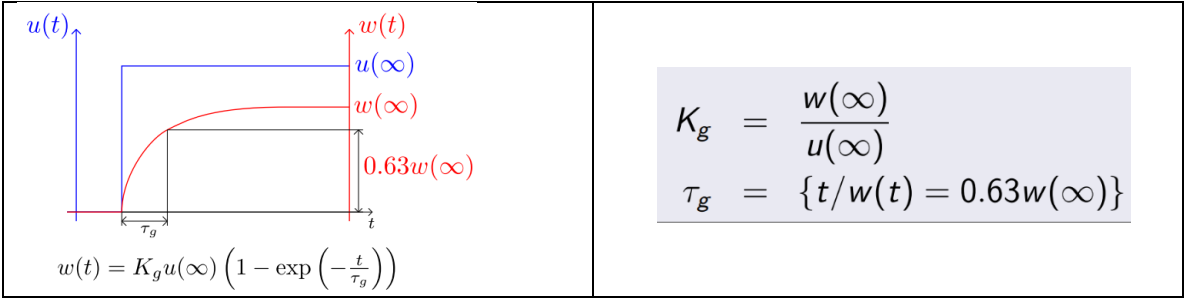 u(t)
w(t)
u(∞)
w(∞)
0.63w(∞)
τ_g
t
w(t) = K_g u(∞) (1 − exp (−t/τ_g))
K_g = w(∞)/u(∞)
τ_g = {t/w(t) = 0.63w(∞)}